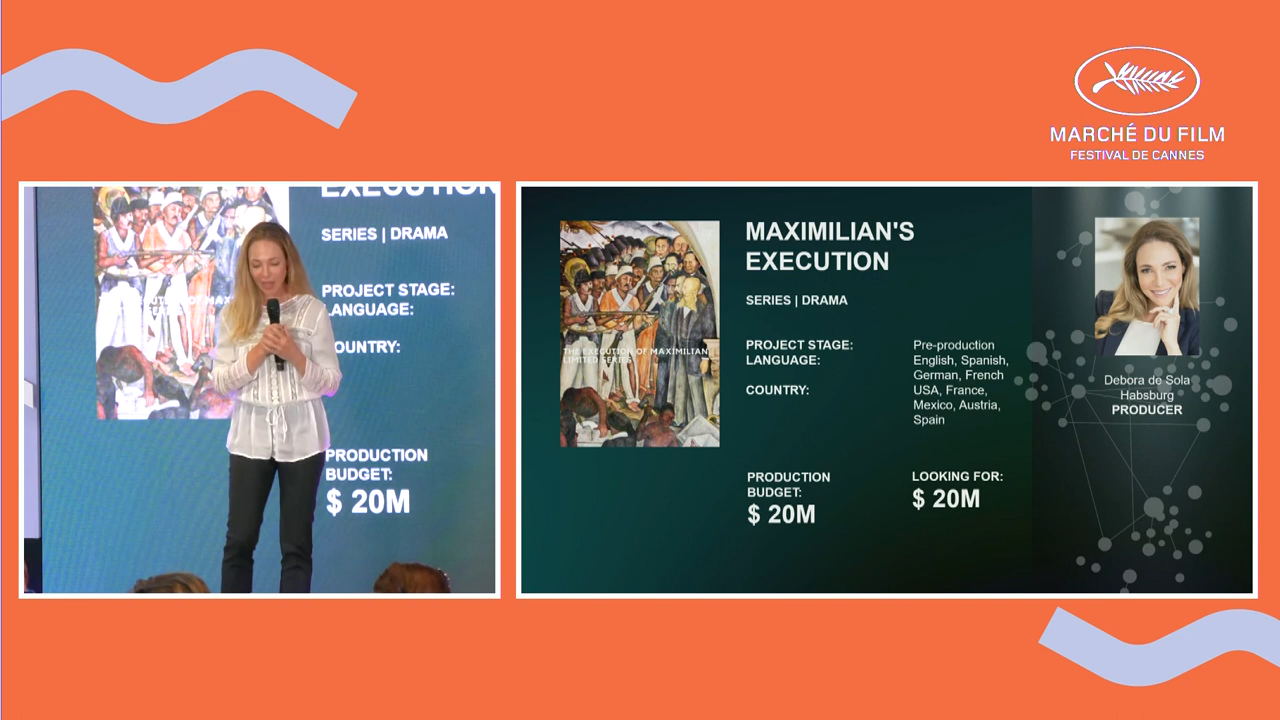 MARCHÉ DU FILM
FESTIVAL DE CANNES
EXECUTION
SERIES | DRAMA
PROJECT STAGE:
LANGUAGE:
COUNTRY:
PRODUCTION
BUDGET:
$ 20M
MAXIMILIAN'S
EXECUTION
SERIES | DRAMA
PROJECT STAGE: Pre-production
LANGUAGE: English, Spanish,
German, French
COUNTRY: USA, France,
Mexico, Austria,
Spain
PRODUCTION
BUDGET:
$ 20M
LOOKING FOR:
$ 20M
THE EXECUTION OF MAXIMILIAN
LIMITED SERIES
Debora de Sola
Habsburg
PRODUCER